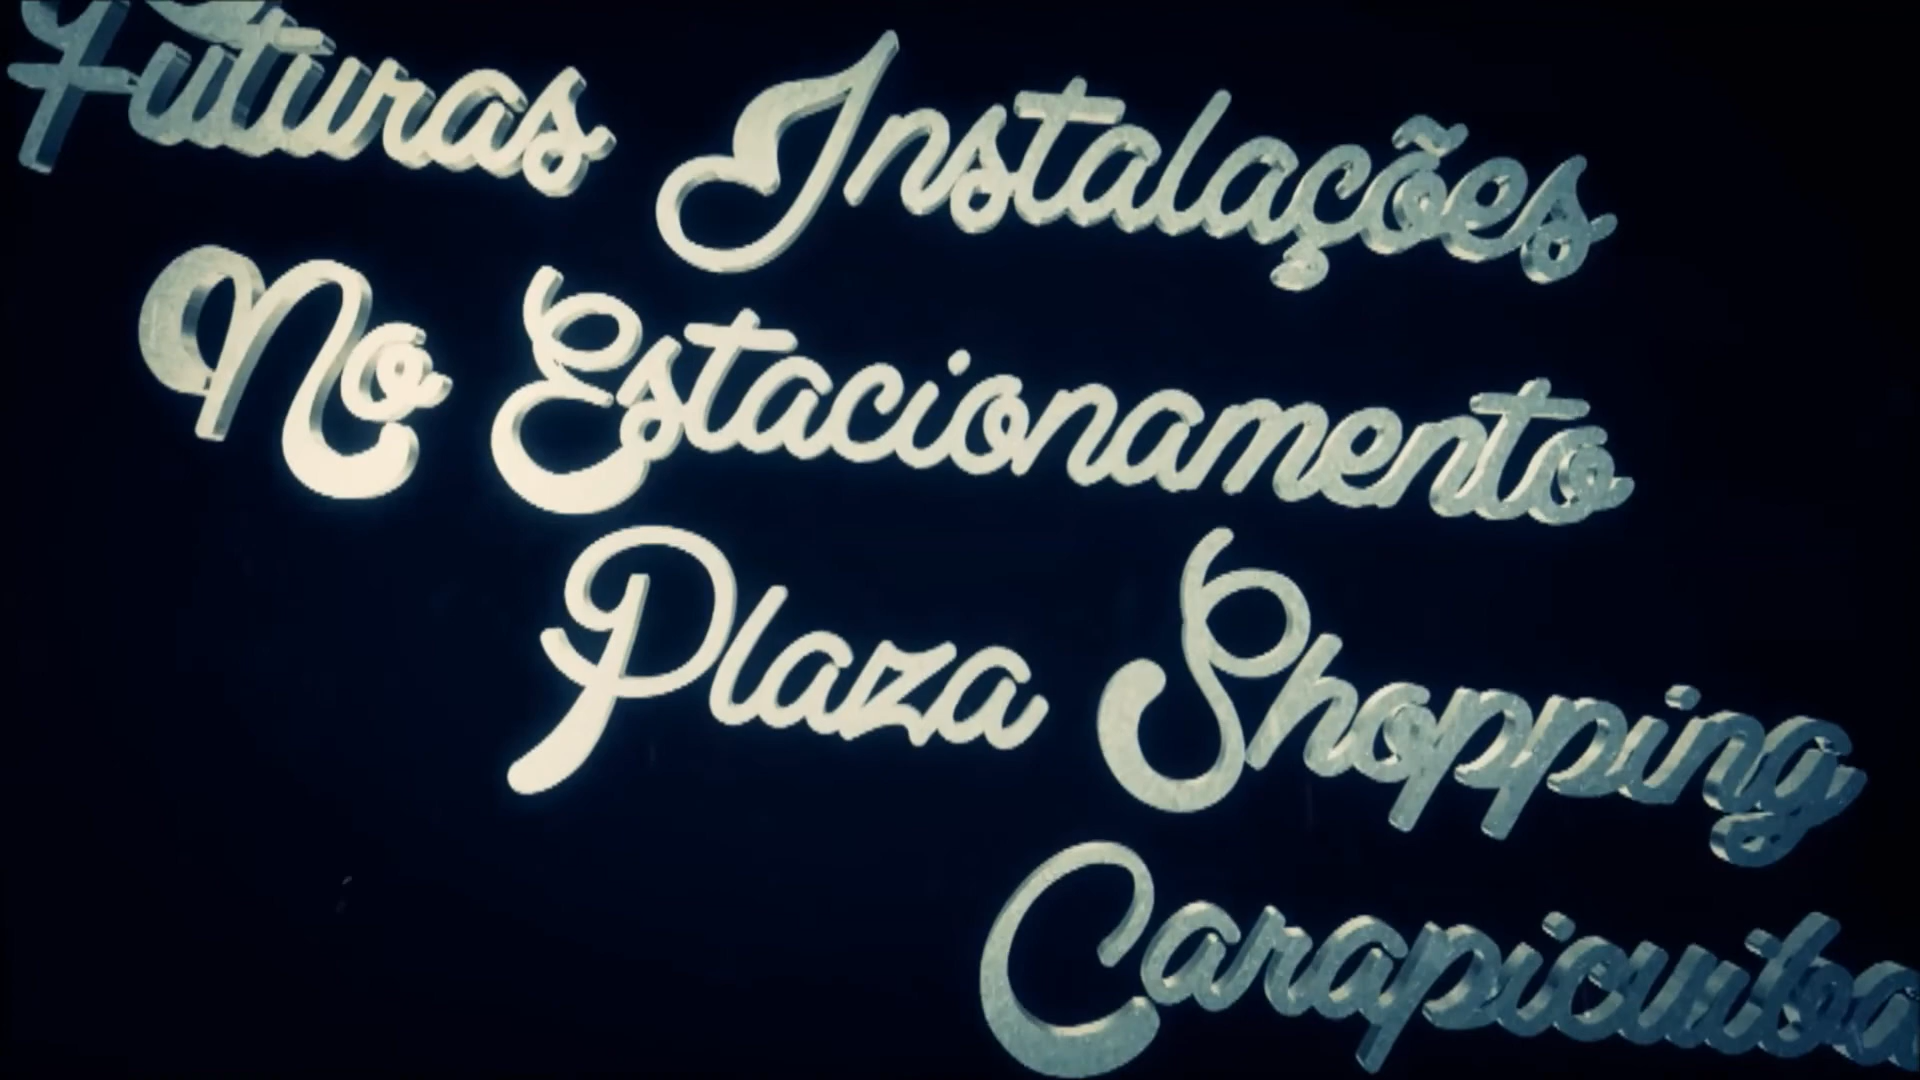 Futuras Instalações
No Estacionamento
Plaza Shopping
Carapicuiba